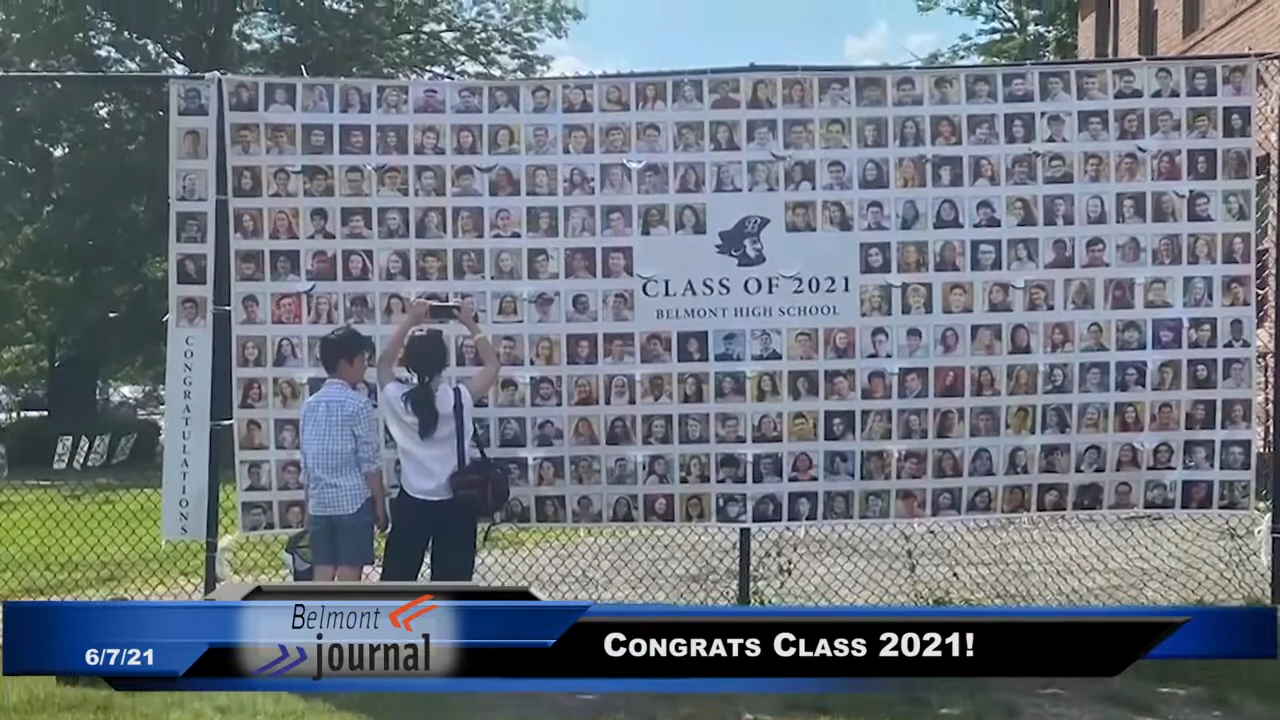 B
CLASS OF 2021
BELMONT HIGH SCHOOL
CONGRATULATIONS
Belmont
journal
6/7/21
CONGRATS CLASS 2021!